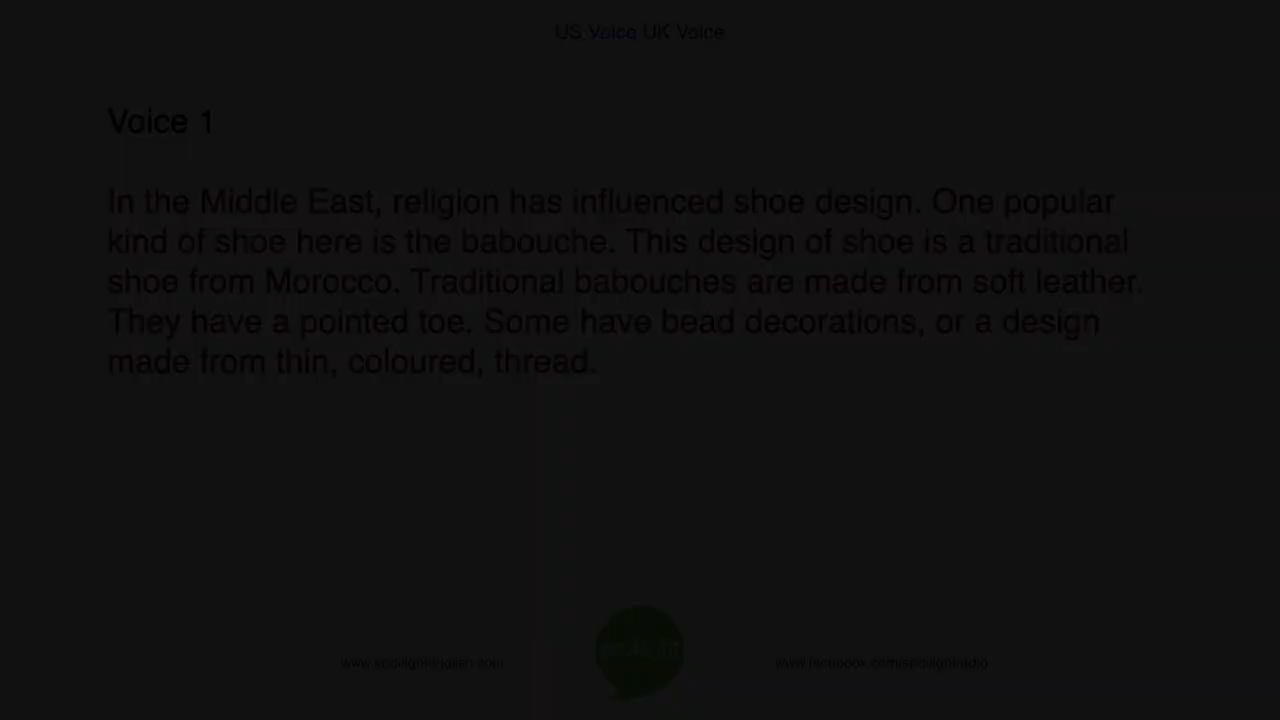 US Voice UK Voice
Voice 1
In the Middle East, religion has influenced shoe design. One popular
kind of shoe here is the babouche. This design of shoe is a traditional
shoe from Morocco. Traditional babouches are made from soft leather.
They have a pointed toe. Some have bead decorations, or a design
made from thin, coloured, thread.